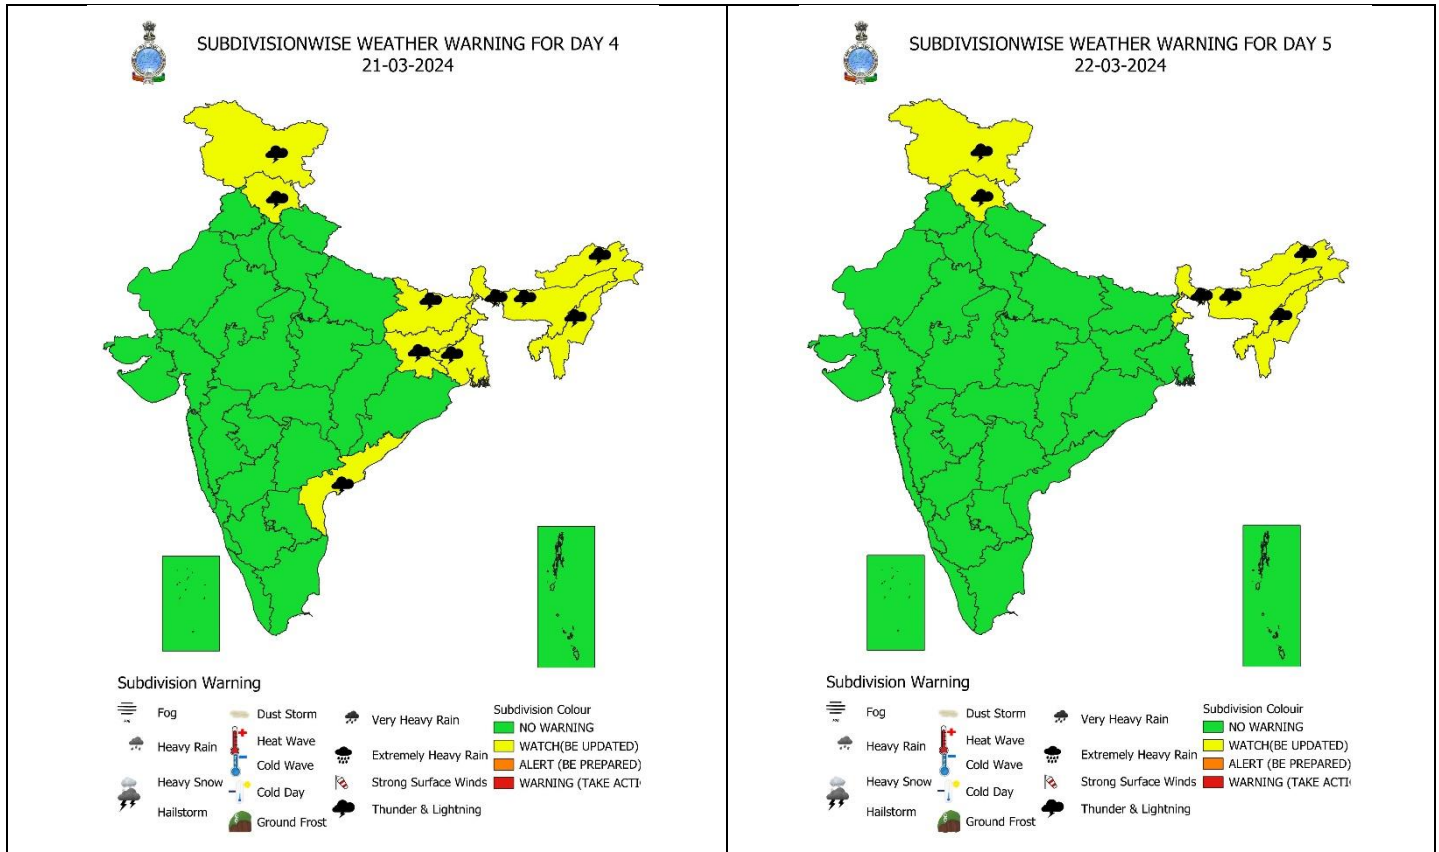 SUBDIVISIONWISE WEATHER WARNING FOR DAY 4
21-03-2024
Subdivision Warning
Fog
Heavy Rain
Heavy Snow
Hailstorm
Dust Storm
Heat Wave
Cold Wave
Cold Day
Ground Frost
Very Heavy Rain
Extremely Heavy Rain
Strong Surface Winds
Thunder & Lightning
Subdivision Colour
NO WARNING
WATCH(BE UPDATED)
ALERT (BE PREPARED)
WARNING (TAKE ACTI
SUBDIVISIONWISE WEATHER WARNING FOR DAY 5
22-03-2024
Subdivision Warning
Fog
Heavy Rain
Heavy Snow
Hailstorm
Dust Storm
Heat Wave
Cold Wave
Cold Day
Ground Frost
Very Heavy Rain
Extremely Heavy Rain
Strong Surface Winds
Thunder & Lightning
Subdivision Colouir
NO WARNING
WATCH(BE UPDATED)
ALERT (BE PREPARED)
WARNING (TAKE ACTI